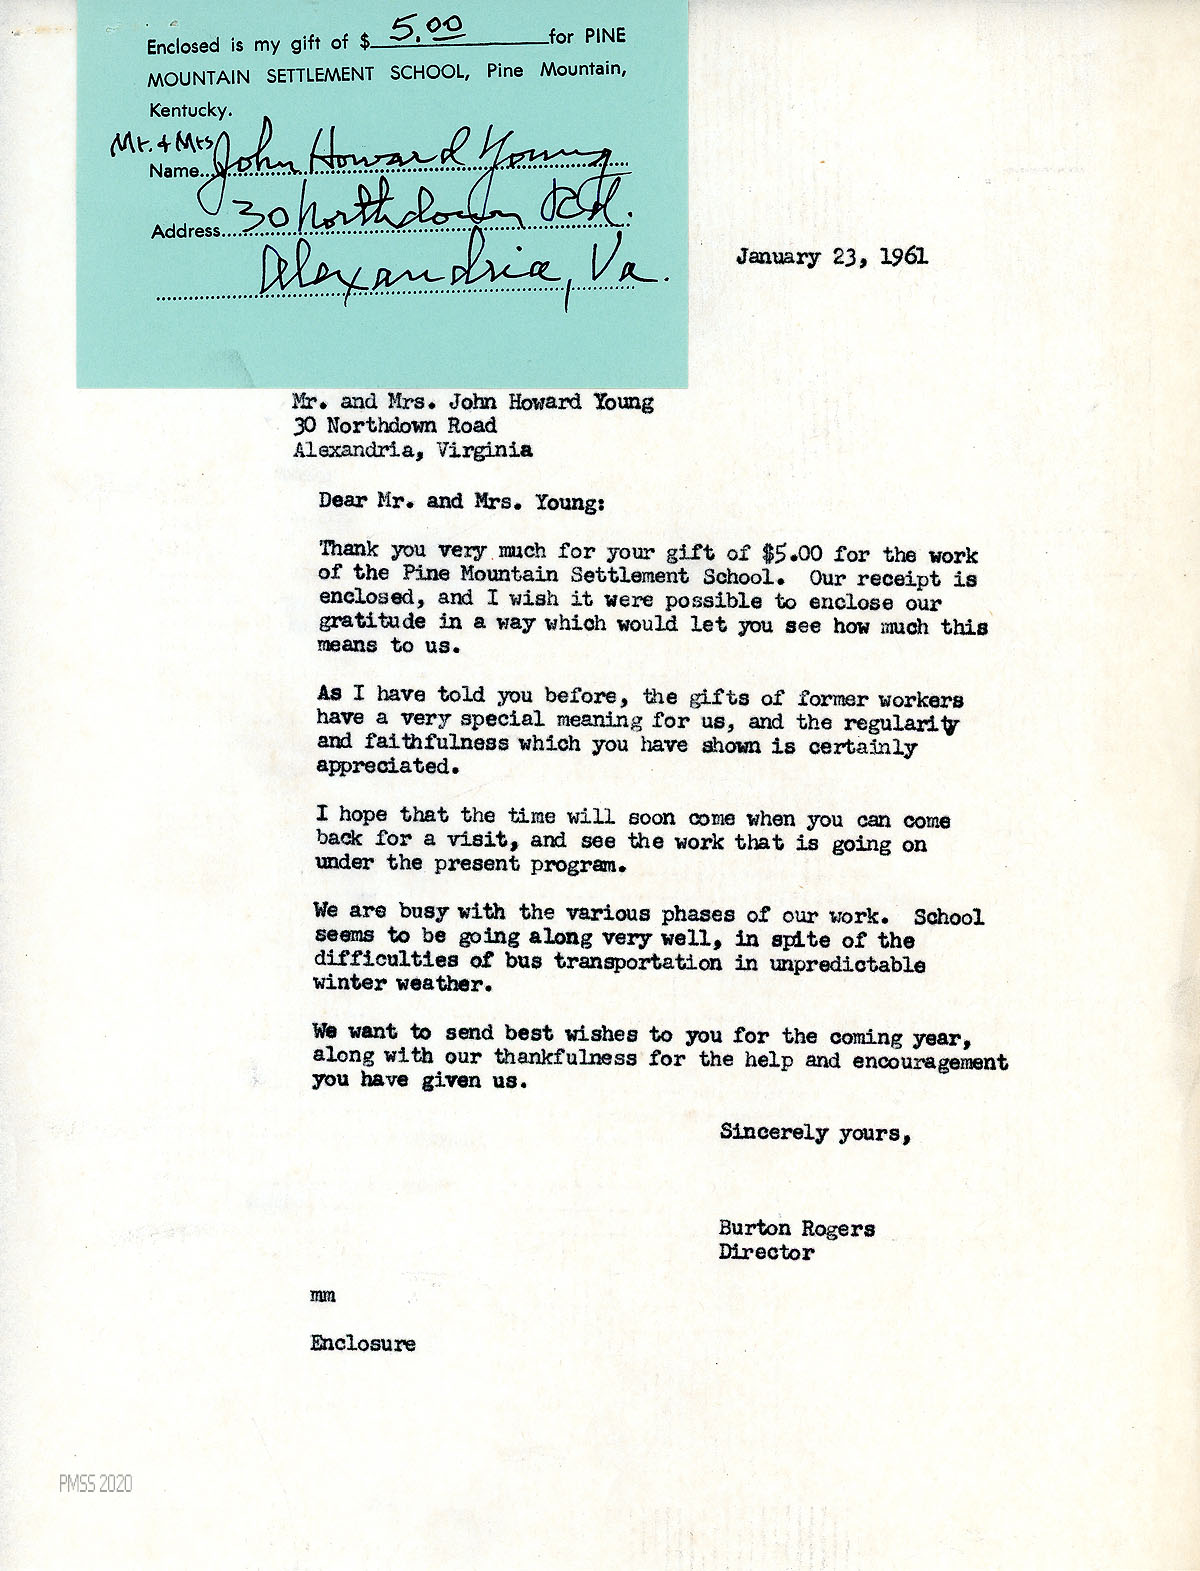 Enclosed is my gift of $ 5.00 for PINE
MOUNTAIN SETTLEMENT SCHOOL, Pine Mountain,
Kentucky.
Mr. & Mrs
Name John Howard Young
Address 30 Northdown Rd.
Alexandria, Va.
January 23, 1961
Mr. and Mrs. John Howard Young
30 Northdown Road
Alexandria, Virginia
Dear Mr. and Mrs. Young:
Thank you very much for your gift of $5.00 for the work
of the Pine Mountain Settlement School. Our receipt is
enclosed, and I wish it were possible to enclose our
gratitude in a way which would let you see how much this
means to us.
As I have told you before, the gifts of former workers
have a very special meaning for us, and the regularity
and faithfulness which you have shown is certainly
appreciated.
I hope that the time will soon come when you can come
back for a visit, and see the work that is going on
under the present program.
We are busy with the various phases of our work. School
seems to be going along very well, in spite of the
difficulties of bus transportation in unpredictable
winter weather.
We want to send best wishes to you for the coming year,
along with our thankfulness for the help and encouragement
you have given us.
Sincerely yours,
Burton Rogers
Director
mm
Enclosure
PMSS 2020